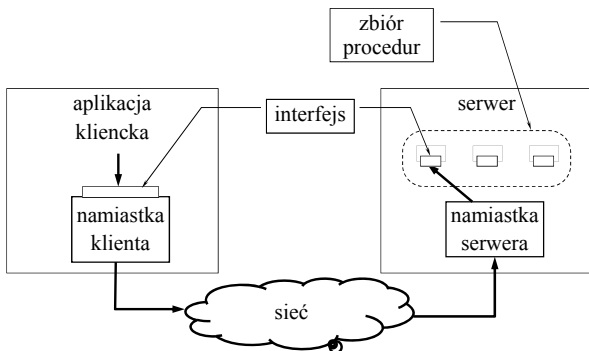 zbiór
procedur
aplikacja
kliencka
interfejs
serwer
namiastka
klienta
namiastka
serwera
sieć